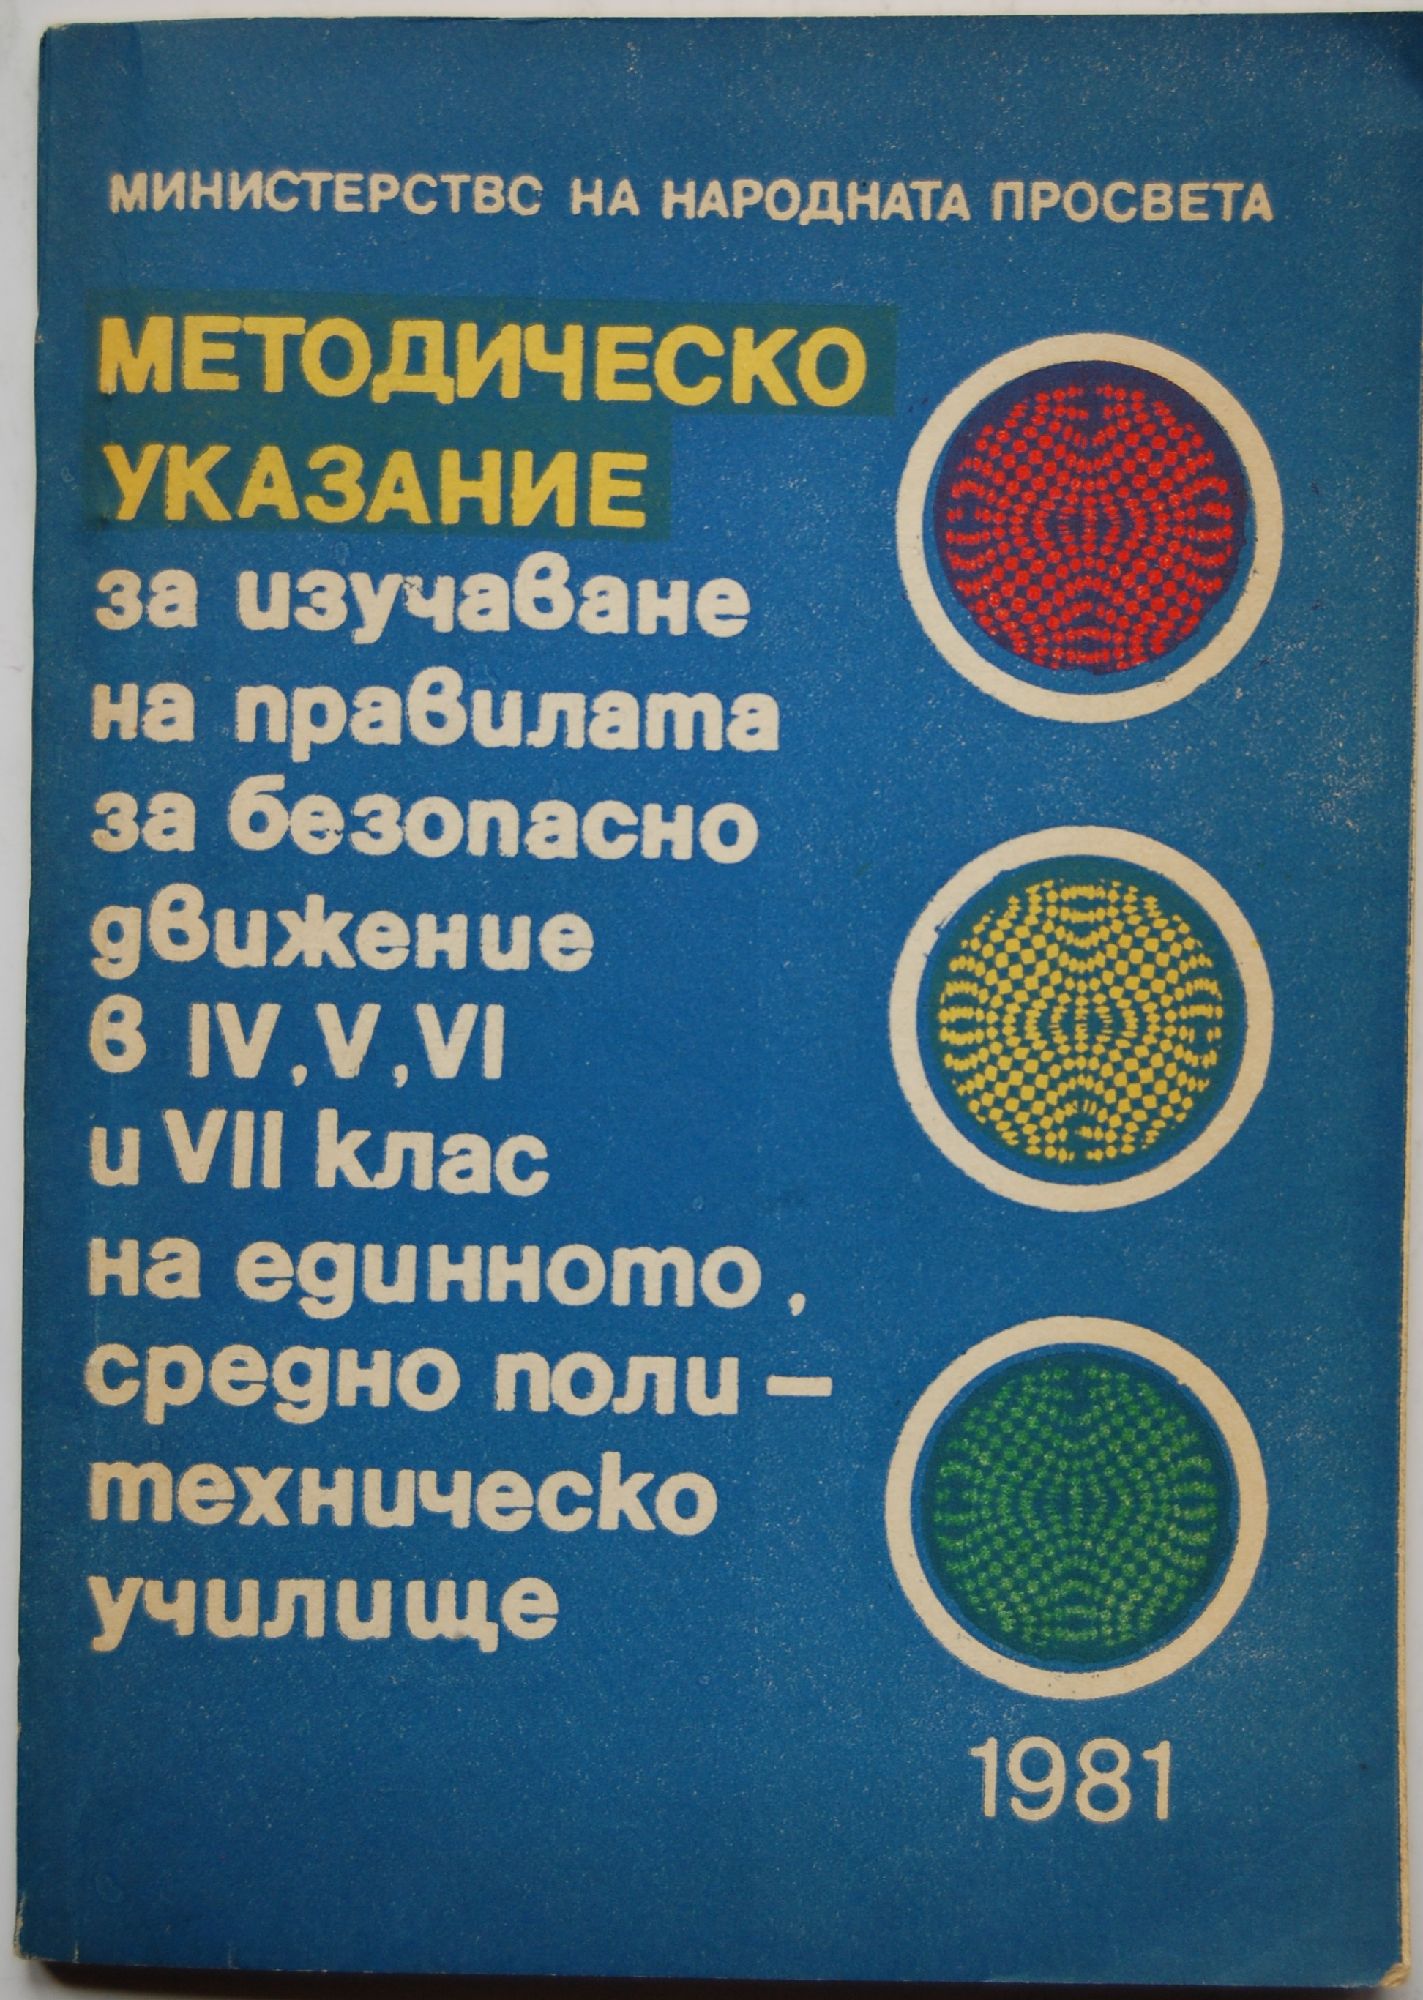 МИНИСТЕРСТВО НА НАРОДНАТА ПРОСВЕТА
МЕТОДИЧЕСКО
УКАЗАНИЕ
за изучаване
на правилата
за безопасно
движение
в IV, V, VI
и VII клас
на единното,
средно поли-
техническо
училище
1981